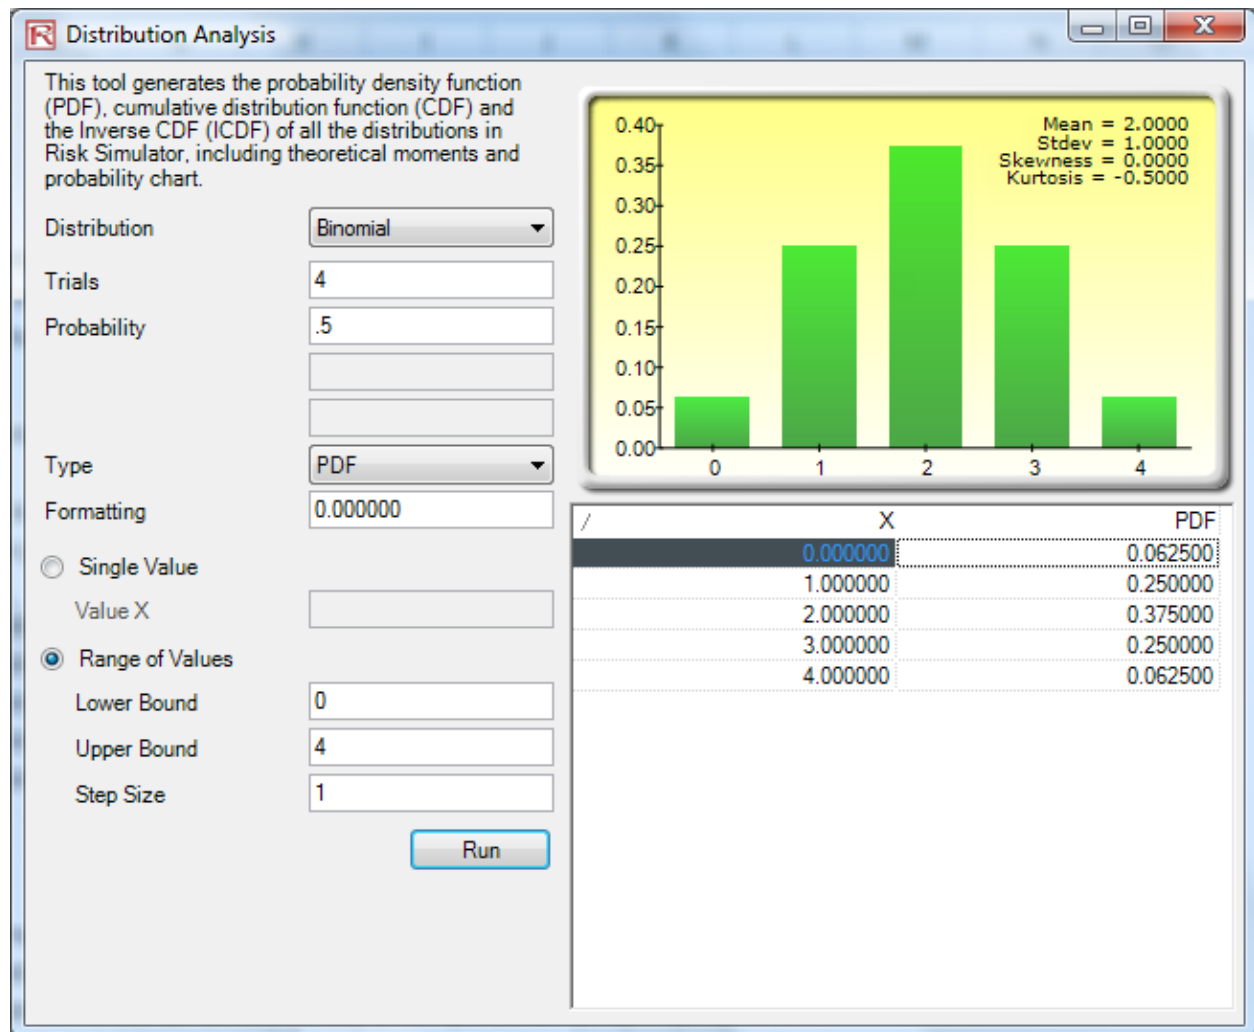 Distribution Analysis
This tool generates the probability density function
(PDF), cumulative distribution function (CDF) and
the Inverse CDF (ICDF) of all the distributions in
Risk Simulator, including theoretical moments and
probability chart.
Distribution Binomial
Trials 4
Probability .5
Type PDF
Formatting 0.000000
Single Value
Value X
Range of Values
Lower Bound 0
Upper Bound 4
Step Size 1
Run
Mean = 2.0000
Stdev = 1.0000
Skewness = 0.0000
Kurtosis = -0.5000
0.40
0.35
0.30
0.25
0.20
0.15
0.10
0.05
0.00
0 1 2 3 4
/ X PDF
0.000000 0.062500
1.000000 0.250000
2.000000 0.375000
3.000000 0.250000
4.000000 0.062500